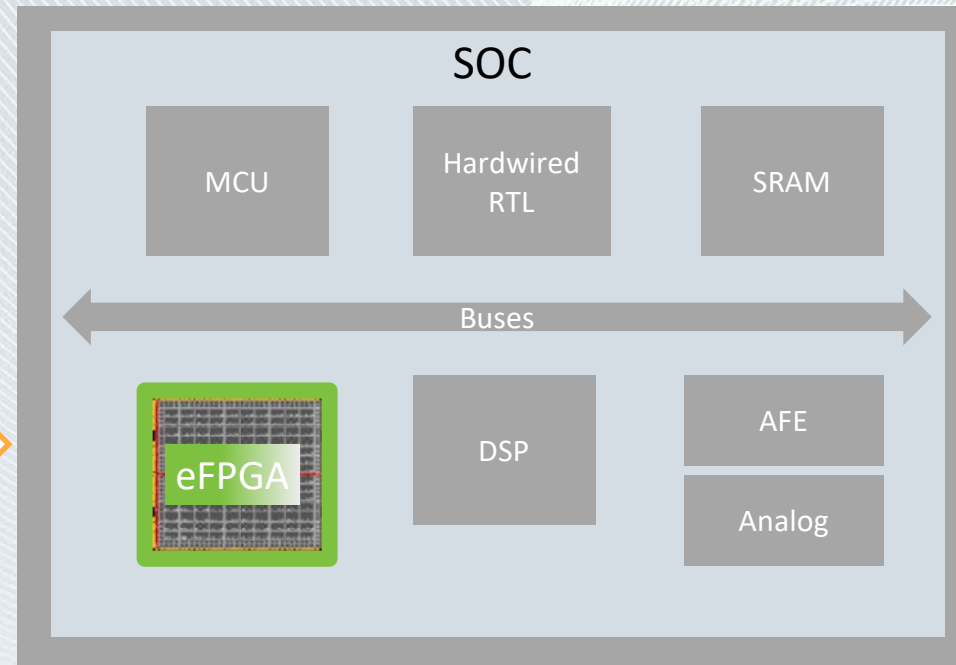 SOC
MCU
Hardwired
RTL
SRAM
Buses
eFPGA
DSP
AFE
Analog